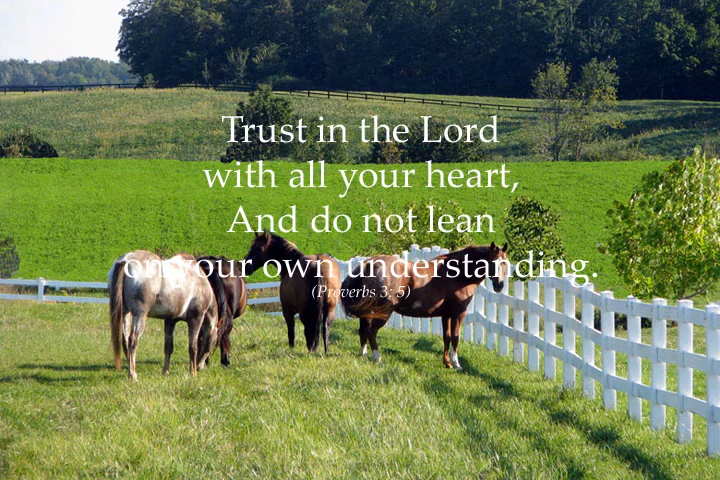 Trust in the Lord
with all your heart,
And do not lean
on your own understanding.
(Proverbs 3: 5)